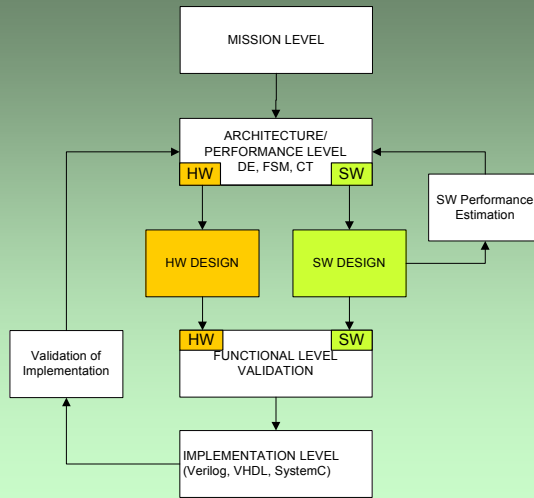 MISSION LEVEL
ARCHITECTURE/
PERFORMANCE LEVEL
DE, FSM, CT
HW
SW
SW Performance
Estimation
HW DESIGN
SW DESIGN
HW
SW
FUNCTIONAL LEVEL
VALIDATION
Validation of
Implementation
IMPLEMENTATION LEVEL
(Verilog, VHDL, SystemC)